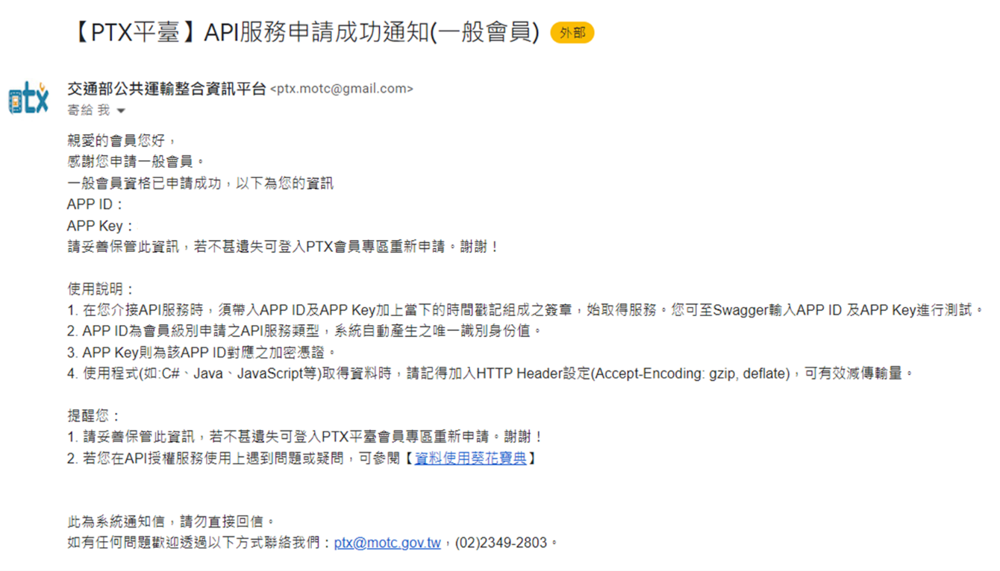 【PTX平臺】API服務申請成功通知(一般會員) 外部
ptx
交通部公共運輸整合資訊平台 <ptx.motc@gmail.com>
寄給 我
親愛的會員您好，
感謝您申請一般會員。
一般會員資格已申請成功，以下為您的資訊
APP ID：
APP Key：
請妥善保管此資訊，若不甚遺失可登入PTX會員專區重新申請。謝謝！
使用說明：
1. 在您介接API服務時，須帶入APP ID及APP Key加上當下的時間戳記組成之簽章，始取得服務。您可至Swagger輸入APP ID 及APP Key進行測試。
2. APP ID為會員級別申請之API服務類型，系統自動產生之唯一識別身份值。
3. APP Key則為該APP ID對應之加密憑證。
4. 使用程式(如:C#、Java、JavaScript等)取得資料時，請記得加入HTTP Header設定(Accept-Encoding: gzip, deflate)，可有效減傳輸量。
提醒您：
1. 請妥善保管此資訊，若不甚遺失可登入PTX平臺會員專區重新申請。謝謝！
2. 若您在API授權服務使用上遇到問題或疑問，可參閱【資料使用葵花寶典】
此為系統通知信，請勿直接回信。
如有任何問題歡迎透過以下方式聯絡我們：ptx@motc.gov.tw，(02)2349-2803。